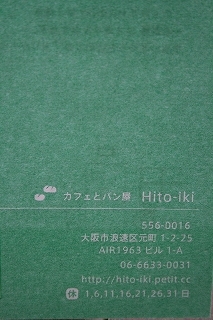 カフェとパン屋 Hito-iki
556-0016
大阪市浪速区元町 1-2-25
AIR1963 ビル 1-A
06-6633-0031
http://hito-iki.petit.cc
休 1,6,11,16,21,26,31 日